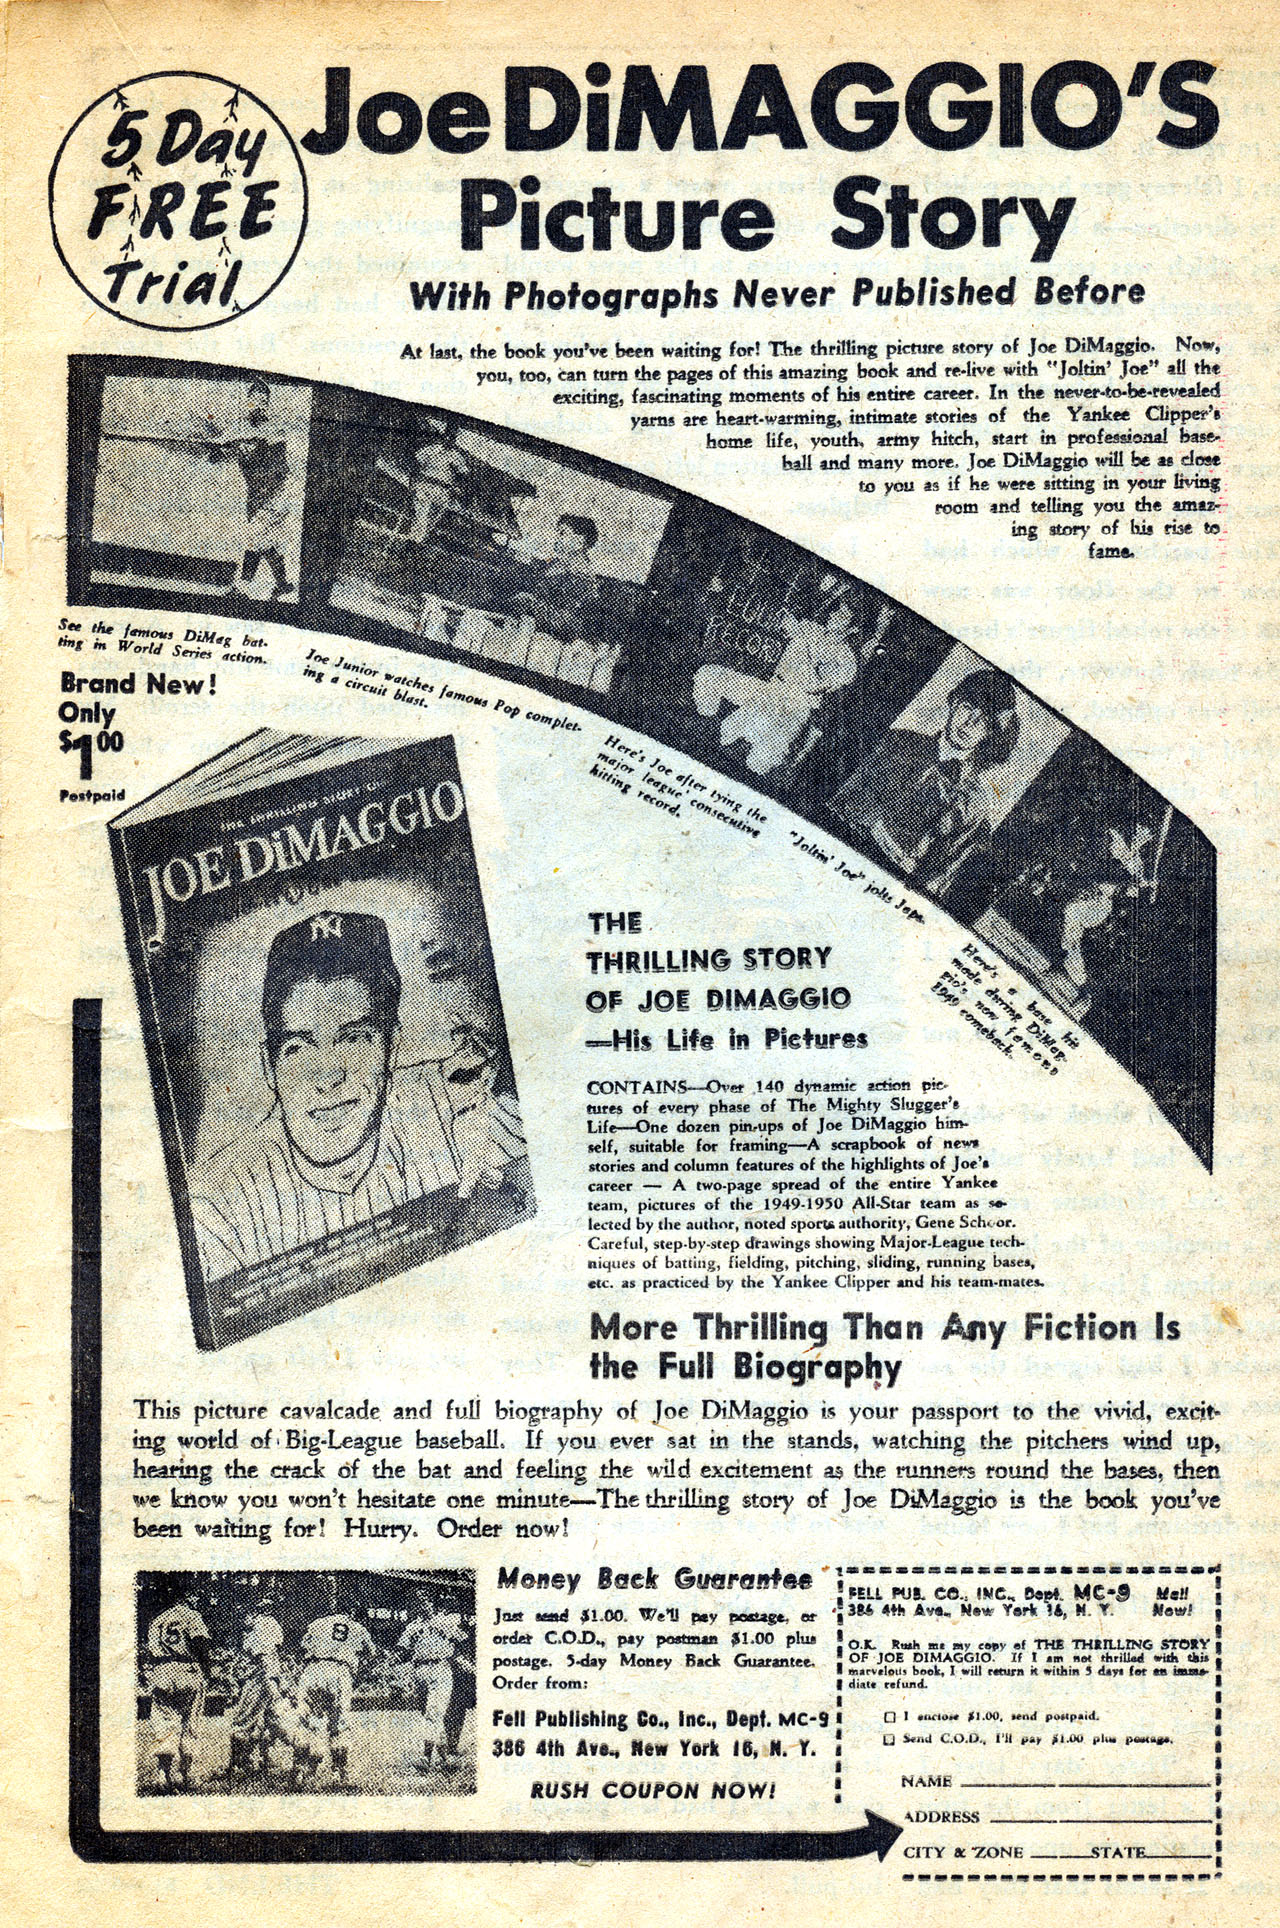 5 Day
FREE
Trial
Joe DiMAGGIO'S
Picture Story
With Photographs Never Published Before
At last, the book you've been waiting for! The thrilling picture story of Joe DiMaggio. Now,
you, too, can turn the pages of this amazing book and re-live with "Joltin' Joe" all the
exciting, fascinating moments of his entire career. In the never-to-be-revealed
yarns are heart-warming, intimate stories of the Yankee Clipper's
home life, youth, army hitch, start in professional base-
ball and many more. Joe DiMaggio will be as close
to you as if he were sitting in your living
room and telling you the amaz-
ing story of his rise to
fame.
See the famous DiMag bat-
ting in World Series action.
Joe Junior watches famous Pop complet-
ing a circuit blast.
Here's Joe after tying the
major league consecutive
hitting record.
"Joltin' Joe" jolts Japs.
Here's a base hit
made during DiMag-
gio's now famous
1949 comeback.
Brand New!
Only
$1.00
Postpaid
THE THRILLING STORY OF
JOE DiMAGGIO
NY
THE
THRILLING STORY
OF JOE DIMAGGIO
—His Life in Pictures
CONTAINS—Over 140 dynamic action pic-
tures of every phase of The Mighty Slugger's
Life—One dozen pin-ups of Joe DiMaggio him-
self, suitable for framing—A scrapbook of news
stories and column features of the highlights of Joe's
career — A two-page spread of the entire Yankee
team, pictures of the 1949-1950 All-Star team as se-
lected by the author, noted sports authority, Gene Schoor.
Careful, step-by-step drawings showing Major-League tech-
niques of batting, fielding, pitching, sliding, running bases,
etc. as practiced by the Yankee Clipper and his team-mates.
More Thrilling Than Any Fiction Is
the Full Biography
This picture cavalcade and full biography of Joe DiMaggio is your passport to the vivid, excit-
ing world of Big-League baseball. If you ever sat in the stands, watching the pitchers wind up,
hearing the crack of the bat and feeling the wild excitement as the runners round the bases, then
we know you won't hesitate one minute—The thrilling story of Joe DiMaggio is the book you've
been waiting for! Hurry. Order now!
5
8
Money Back Guarantee
Just send $1.00. We'll pay postage, or
order C.O.D., pay postman $1.00 plus
postage. 5-day Money Back Guarantee.
Order from:
Fell Publishing Co., Inc., Dept. MC-9
386 4th Ave., New York 16, N. Y.
RUSH COUPON NOW!
FELL PUB. CO., INC., Dept. MC-9 Mail
386 4th Ave., New York 16, N. Y. Now!
O.K. Rush me my copy of THE THRILLING STORY
OF JOE DIMAGGIO. If I am not thrilled with this
marvelous book, I will return it within 5 days for an imme-
diate refund.
I enclose $1.00, send postpaid.
Send C.O.D., I'll pay $1.00 plus postage.
NAME
ADDRESS
CITY & ZONE STATE